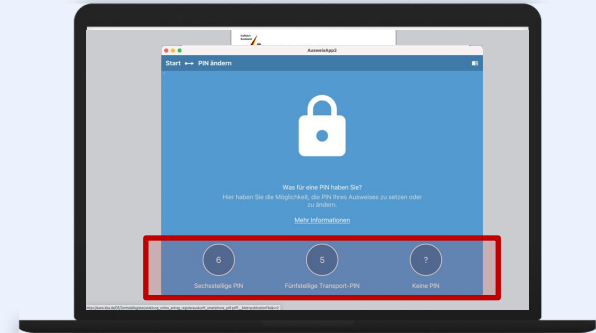 AusweisApp2
Start PIN ändern
Was für eine PIN haben Sie?
Hier haben Sie die Möglichkeit, die PIN Ihres Ausweises zu setzen oder
zu ändern.
Mehr Informationen
6 5 ?
Sechsstellige PIN Fünfstellige Transport-PIN Keine PIN